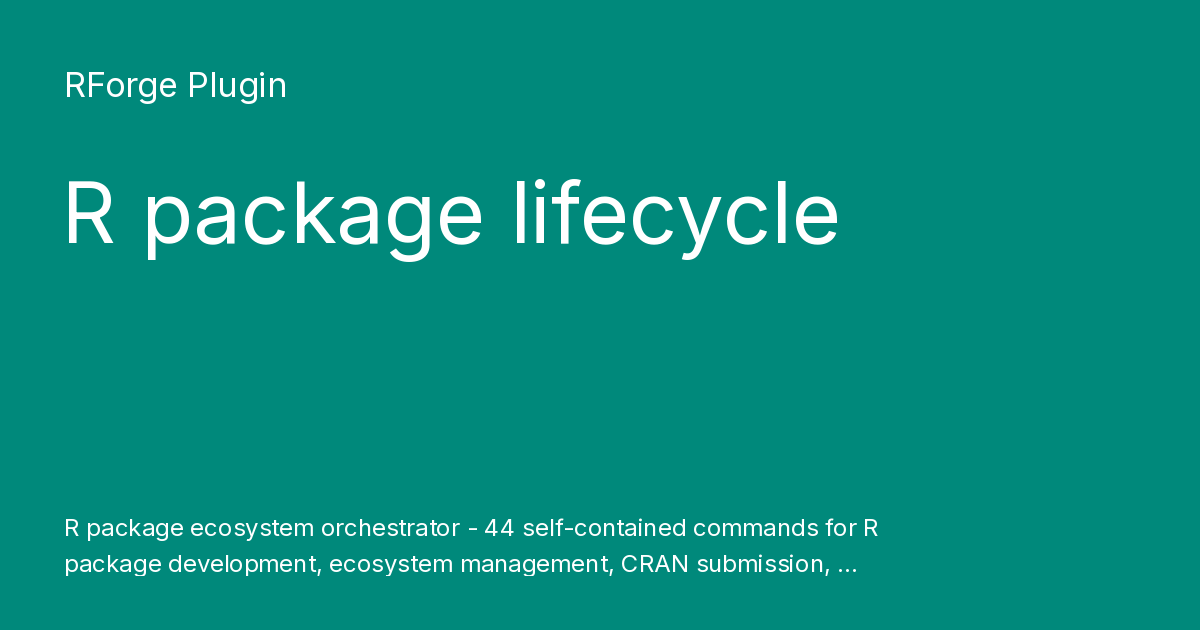 RForge Plugin
R package lifecycle
R package ecosystem orchestrator - 44 self-contained commands for R
package development, ecosystem management, CRAN submission, ...